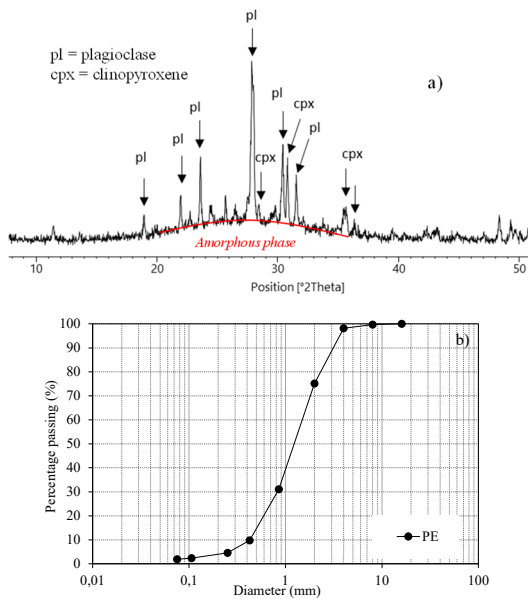 pl = plagioclase
cpx = clinopyroxene
a)
pl
pl
pl
pl
cpx
pl
cpx
pl
cpx
Amorphous phase
10
20
30
40
50
Position [°2Theta]
b)
100
90
80
70
60
50
40
30
20
10
0
Percentage passing (%)
PE
0,01
0,1
1
10
100
Diameter (mm)